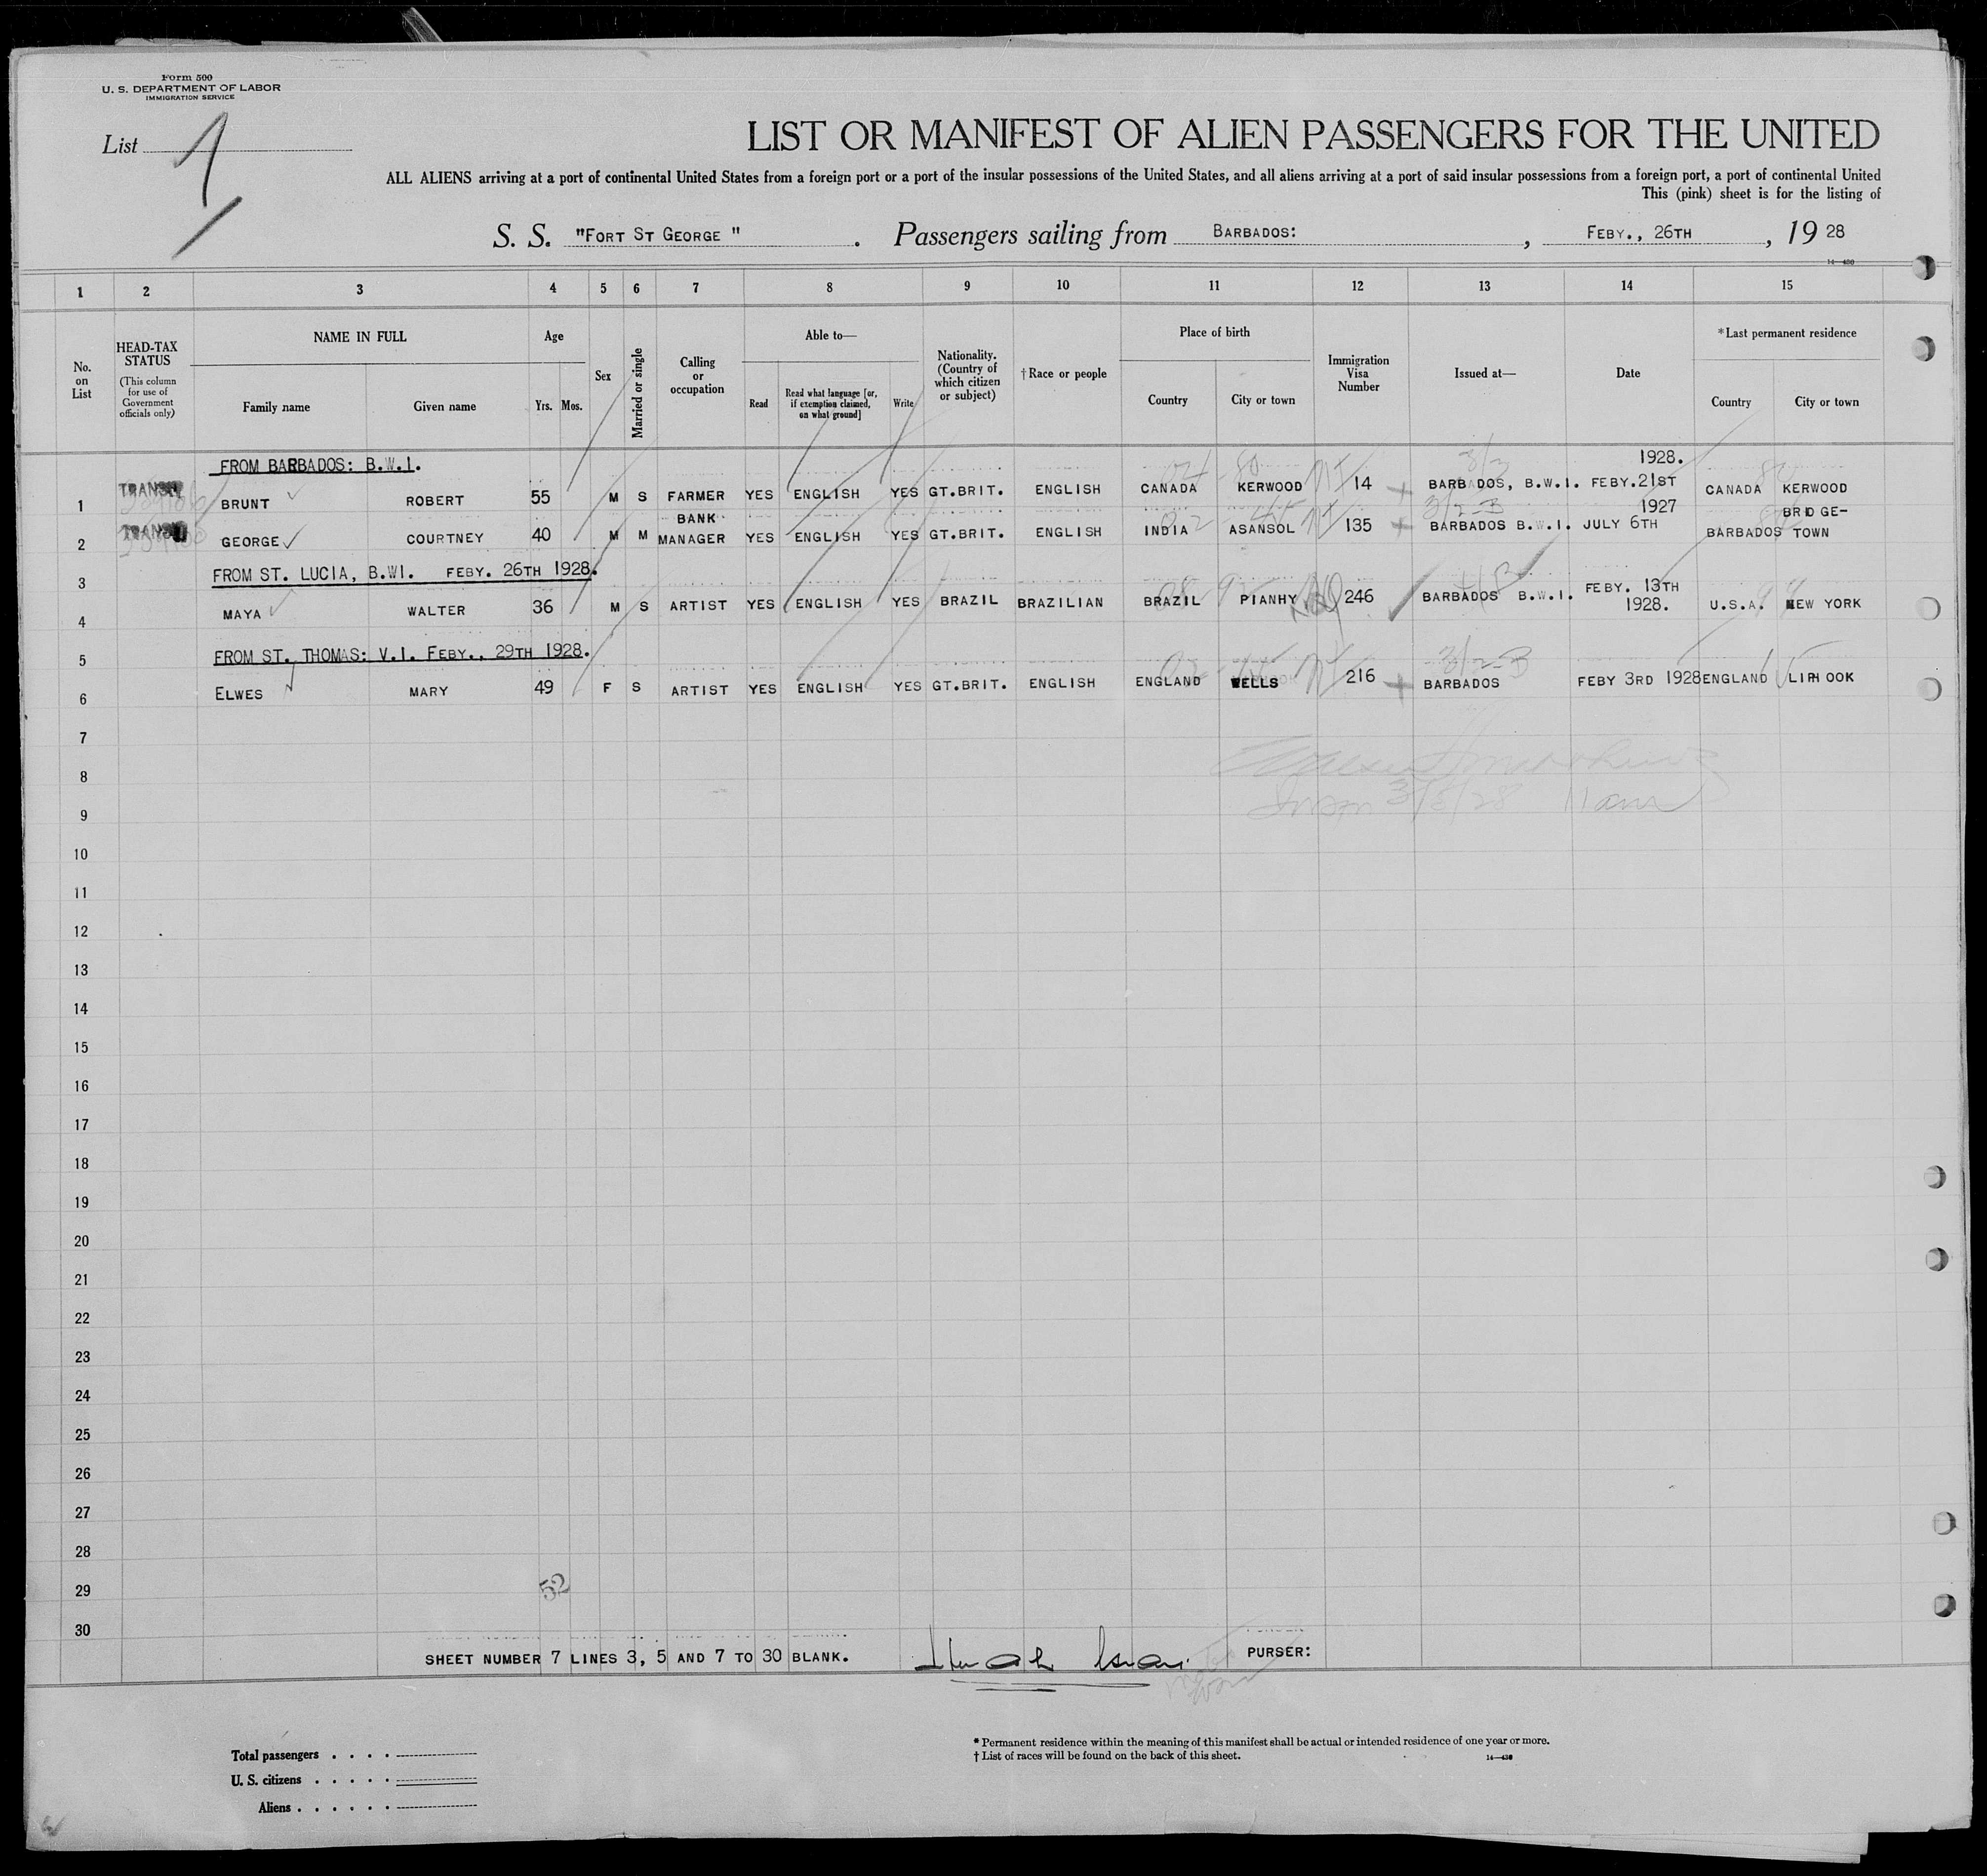 Form 500
U. S. DEPARTMENT OF LABOR
IMMIGRATION SERVICE
List 7
LIST OR MANIFEST OF ALIEN PASSENGERS FOR THE UNITED
ALL ALIENS arriving at a port of continental United States from a foreign port or a port of the insular possessions of the United States, and all aliens arriving at a port of said insular possessions from a foreign port, a port of continental United
This (pink) sheet is for the listing of
S. S. "FORT ST GEORGE" . Passengers sailing from BARBADOS: , FEBY., 26TH , 19 28
14—430
1 2 3 4 5 6 7 8 9 10 11 12 13 14 15
No. on List
HEAD-TAX STATUS (This column for use of Government officials only)
NAME IN FULL Family name Given name
Age Yrs. Mos.
Sex
Married or single
Calling or occupation
Able to— Read Read what language [or, if exemption claimed, on what ground] Write
Nationality. (Country of which citizen or subject)
†Race or people
Place of birth Country City or town
Immigration Visa Number
Issued at—
Date
*Last permanent residence Country City or town
FROM BARBADOS: B.W.I. 3/3 1928.
1 TRANSIT BRUNT ROBERT 55 M S FARMER YES ENGLISH YES GT.BRIT. ENGLISH CANADA KERWOOD 14 BARBADOS, B.W.I. FEBY.21ST CANADA KERWOOD
BANK 1927 BRIDGE-
2 TRANSIT GEORGE COURTNEY 40 M M MANAGER YES ENGLISH YES GT.BRIT. ENGLISH INDIA ASANSOL 135 BARBADOS B.W.I. JULY 6TH BARBADOS TOWN
3 FROM ST. LUCIA, B.WI. FEBY. 26TH 1928.
4 MAYA WALTER 36 M S ARTIST YES ENGLISH YES BRAZIL BRAZILIAN BRAZIL PIANHY 246 BARBADOS B.W.I. FEBY. 13TH 1928. U.S.A. NEW YORK
5 FROM ST. THOMAS: V.I. FEBY., 29TH 1928.
6 ELWES MARY 49 F S ARTIST YES ENGLISH YES GT.BRIT. ENGLISH ENGLAND WELLS 216 BARBADOS FEBY 3RD 1928 ENGLAND LIPHOOK
7
8
9 3/5/28 11am
10
11
12
13
14
15
16
17
18
19
20
21
22
23
24
25
26
27
28
29 52
30
SHEET NUMBER 7 LINES 3, 5 AND 7 TO 30 BLANK. PURSER:
Total passengers
U. S. citizens
Aliens
* Permanent residence within the meaning of this manifest shall be actual or intended residence of one year or more.
† List of races will be found on the back of this sheet.
14—430